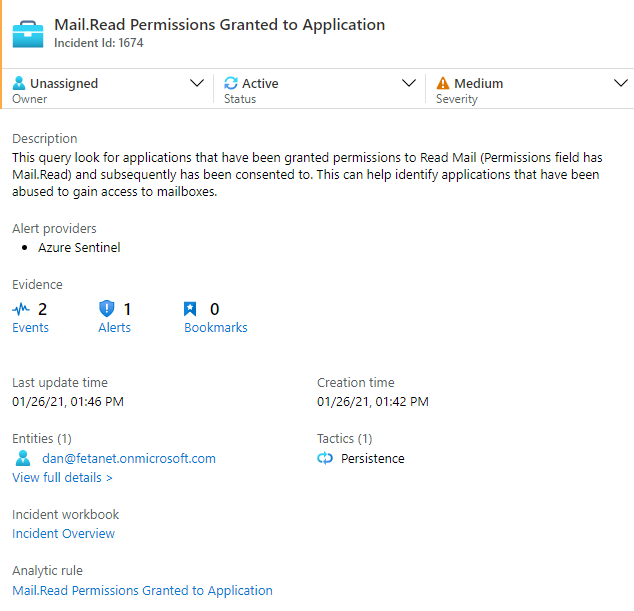 Mail.Read Permissions Granted to Application
Incident Id: 1674
Unassigned
Owner
Active
Status
Medium
Severity
Description
This query look for applications that have been granted permissions to Read Mail (Permissions field has
Mail.Read) and subsequently has been consented to. This can help identify applications that have been
abused to gain access to mailboxes.
Alert providers
• Azure Sentinel
Evidence
2
Events
1
Alerts
0
Bookmarks
Last update time
01/26/21, 01:46 PM
Creation time
01/26/21, 01:42 PM
Entities (1)
dan@fetanet.onmicrosoft.com
View full details >
Tactics (1)
Persistence
Incident workbook
Incident Overview
Analytic rule
Mail.Read Permissions Granted to Application